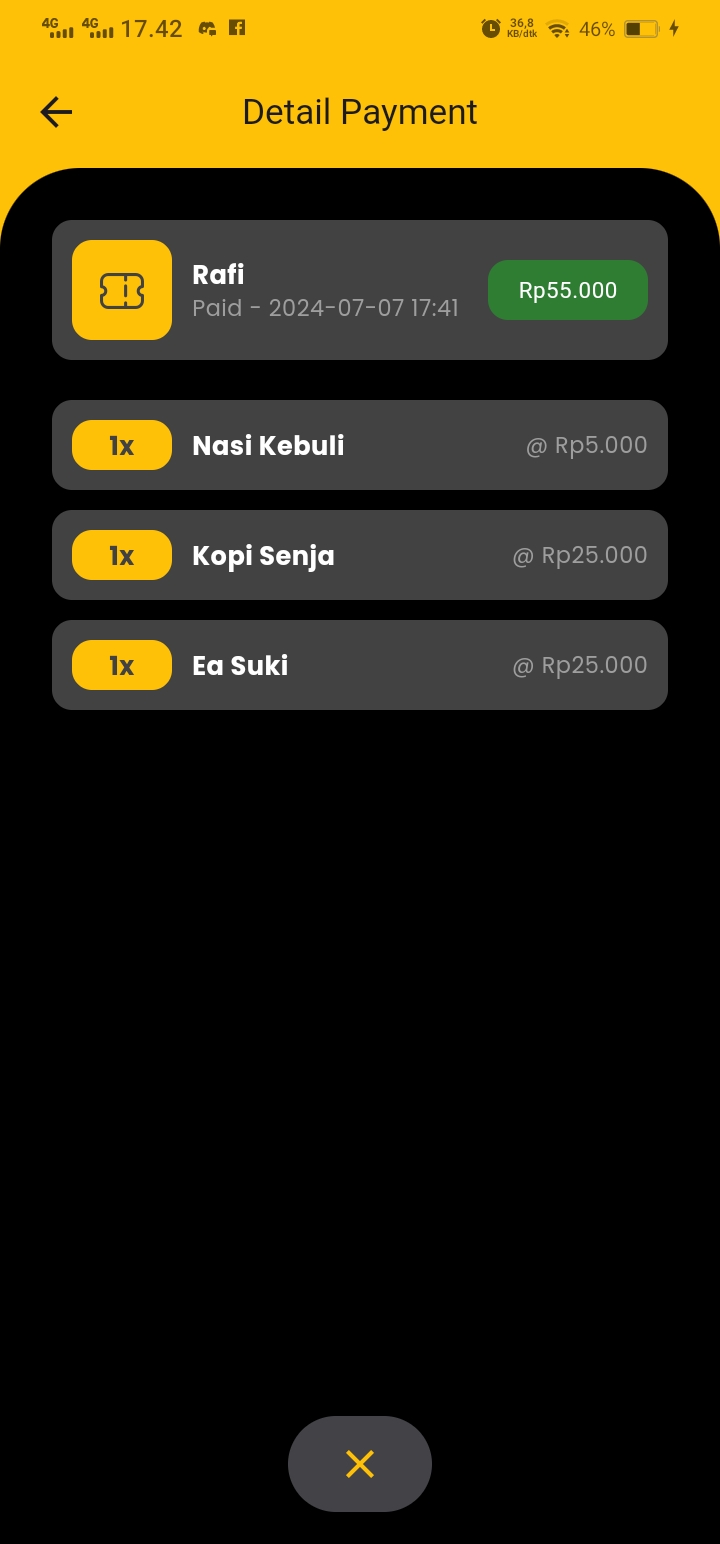 4G 4G 17.42 36,8 KB/dtk 46%
Detail Payment
Rafi
Paid - 2024-07-07 17:41
Rp55.000
1x Nasi Kebuli @ Rp5.000
1x Kopi Senja @ Rp25.000
1x Ea Suki @ Rp25.000